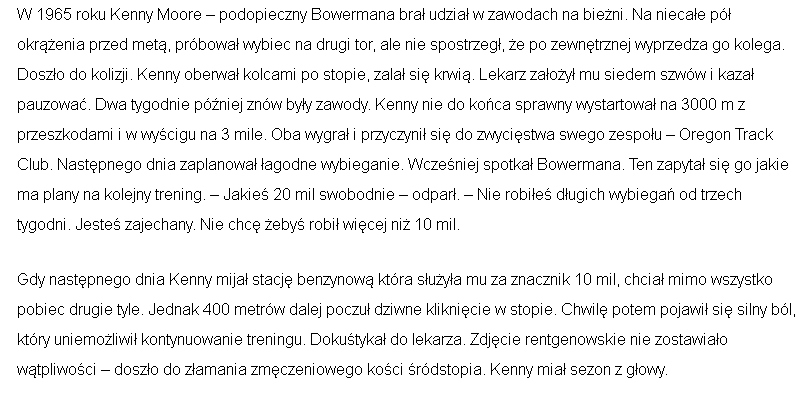 W 1965 roku Kenny Moore – podopieczny Bowermana brał udział w zawodach na bieżni. Na niecałe pół
okrążenia przed metą, próbował wybiec na drugi tor, ale nie spostrzegł, że po zewnętrznej wyprzedza go kolega.
Doszło do kolizji. Kenny oberwał kolcami po stopie, zalał się krwią. Lekarz założył mu siedem szwów i kazał
pauzować. Dwa tygodnie później znów były zawody. Kenny nie do końca sprawny wystartował na 3000 m z
przeszkodami i w wyścigu na 3 mile. Oba wygrał i przyczynił się do zwycięstwa swego zespołu – Oregon Track
Club. Następnego dnia zaplanował łagodne wybieganie. Wcześniej spotkał Bowermana. Ten zapytał się go jakie
ma plany na kolejny trening. – Jakieś 20 mil swobodnie – odparł. – Nie robiłeś długich wybiegań od trzech
tygodni. Jesteś zajechany. Nie chcę żebyś robił więcej niż 10 mil.
Gdy następnego dnia Kenny mijał stację benzynową która służyła mu za znacznik 10 mil, chciał mimo wszystko
pobiec drugie tyle. Jednak 400 metrów dalej poczuł dziwne kliknięcie w stopie. Chwilę potem pojawił się silny ból,
który uniemożliwił kontynuowanie treningu. Dokuśtykał do lekarza. Zdjęcie rentgenowskie nie zostawiało
wątpliwości – doszło do złamania zmęczeniowego kości śródstopia. Kenny miał sezon z głowy.